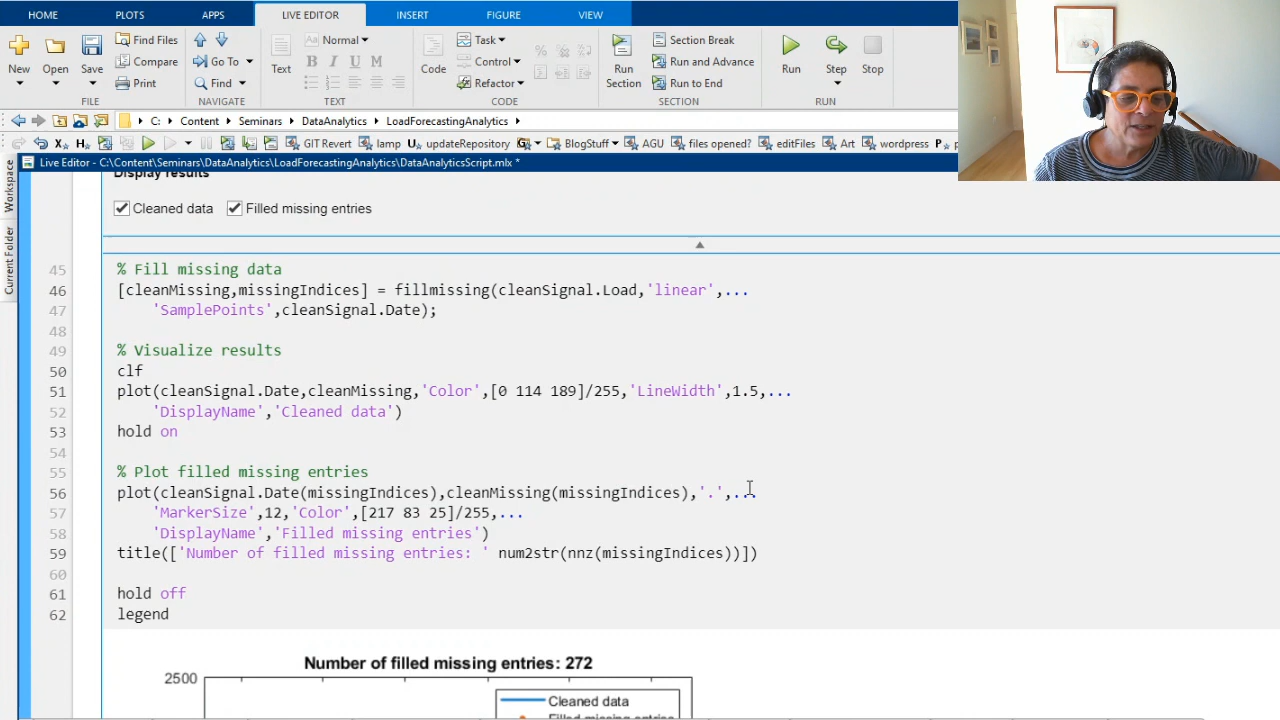 HOME PLOTS APPS LIVE EDITOR INSERT FIGURE VIEW
New Open Save Find Files Compare Print
Go To Find
Text Normal B I U M
Code Task Control Refactor
Run Section Section Break Run and Advance Run to End
Run Step Stop
FILE NAVIGATE TEXT CODE SECTION RUN
C: Content Seminars DataAnalytics LoadForecastingAnalytics
GIT Revert lamp updateRepository BlogStuff AGU files opened? editFiles Art wordpress
Live Editor - C:\Content\Seminars\DataAnalytics\LoadForecastingAnalytics\DataAnalyticsScript.mlx *
Workspace
Current Folder
Display results
Cleaned data Filled missing entries
45 % Fill missing data
46 [cleanMissing,missingIndices] = fillmissing(cleanSignal.Load,'linear',...
47 'SamplePoints',cleanSignal.Date);
48
49 % Visualize results
50 clf
51 plot(cleanSignal.Date,cleanMissing,'Color',[0 114 189]/255,'LineWidth',1.5,...
52 'DisplayName','Cleaned data')
53 hold on
54
55 % Plot filled missing entries
56 plot(cleanSignal.Date(missingIndices),cleanMissing(missingIndices),'.',...
57 'MarkerSize',12,'Color',[217 83 25]/255,...
58 'DisplayName','Filled missing entries')
59 title(['Number of filled missing entries: ' num2str(nnz(missingIndices))])
60
61 hold off
62 legend
Number of filled missing entries: 272
2500
Cleaned data
Filled missing entries